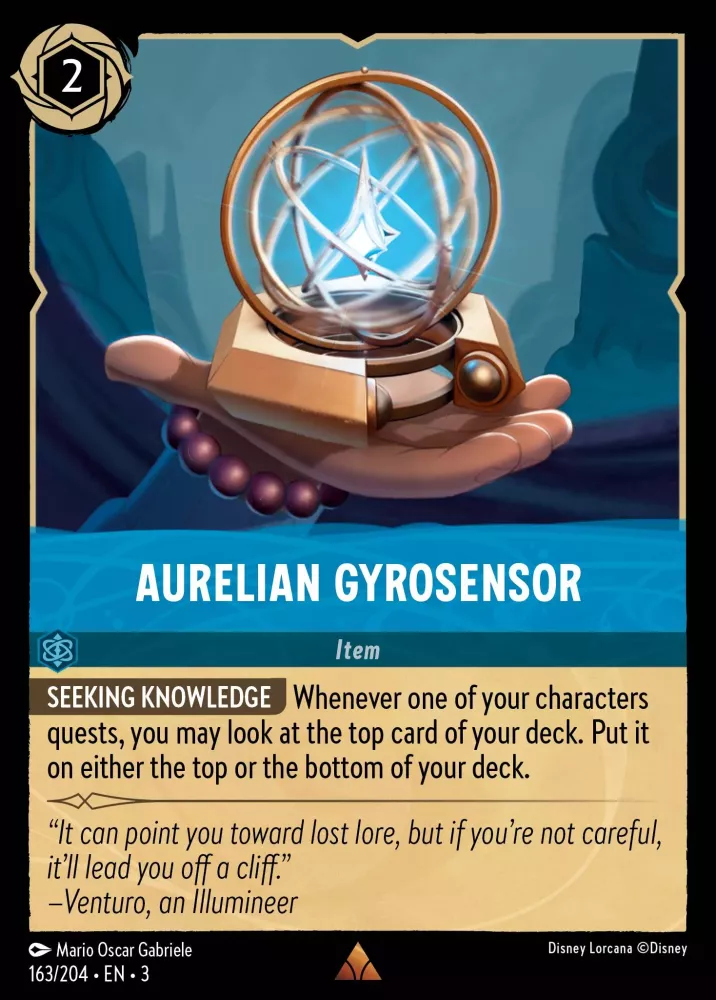 2
AURELIAN GYROSENSOR
Item
SEEKING KNOWLEDGE Whenever one of your characters
quests, you may look at the top card of your deck. Put it
on either the top or the bottom of your deck.
“It can point you toward lost lore, but if you’re not careful,
it’ll lead you off a cliff.”
–Venturo, an Illumineer
Mario Oscar Gabriele
Disney Lorcana ©Disney
163/204 • EN • 3